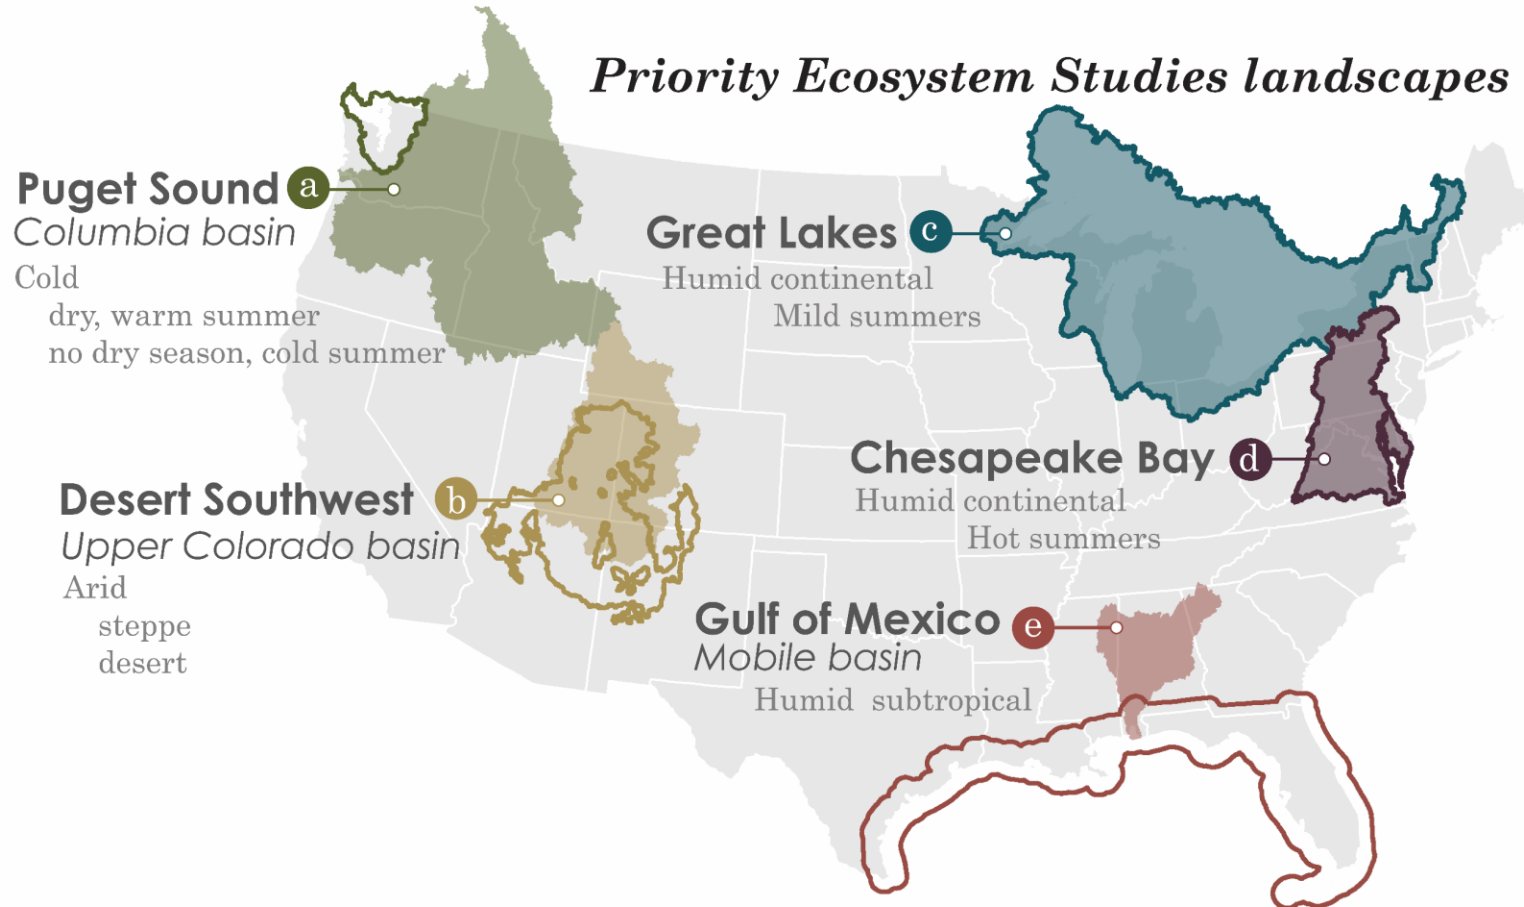 Priority Ecosystem Studies landscapes
Puget Sound a
Columbia basin
Cold
dry, warm summer
no dry season, cold summer
Great Lakes c
Humid continental
Mild summers
Desert Southwest b
Upper Colorado basin
Arid
steppe
desert
Chesapeake Bay d
Humid continental
Hot summers
Gulf of Mexico e
Mobile basin
Humid subtropical